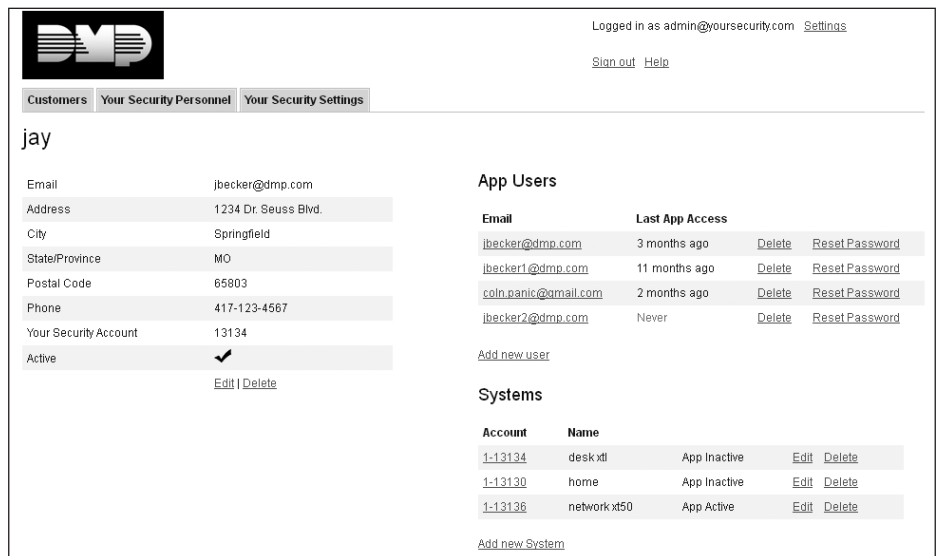 DMP
Logged in as admin@yoursecurity.com Settings
Sign out Help
Customers Your Security Personnel Your Security Settings
jay
Email jbecker@dmp.com
Address 1234 Dr. Seuss Blvd.
City Springfield
State/Province MO
Postal Code 65803
Phone 417-123-4567
Your Security Account 13134
Active
Edit | Delete
App Users
Email Last App Access
jbecker@dmp.com 3 months ago Delete Reset Password
jbecker1@dmp.com 11 months ago Delete Reset Password
coln.panic@gmail.com 2 months ago Delete Reset Password
jbecker2@dmp.com Never Delete Reset Password
Add new user
Systems
Account Name
1-13134 desk xtl App Inactive Edit Delete
1-13130 home App Inactive Edit Delete
1-13136 network xt50 App Active Edit Delete
Add new System